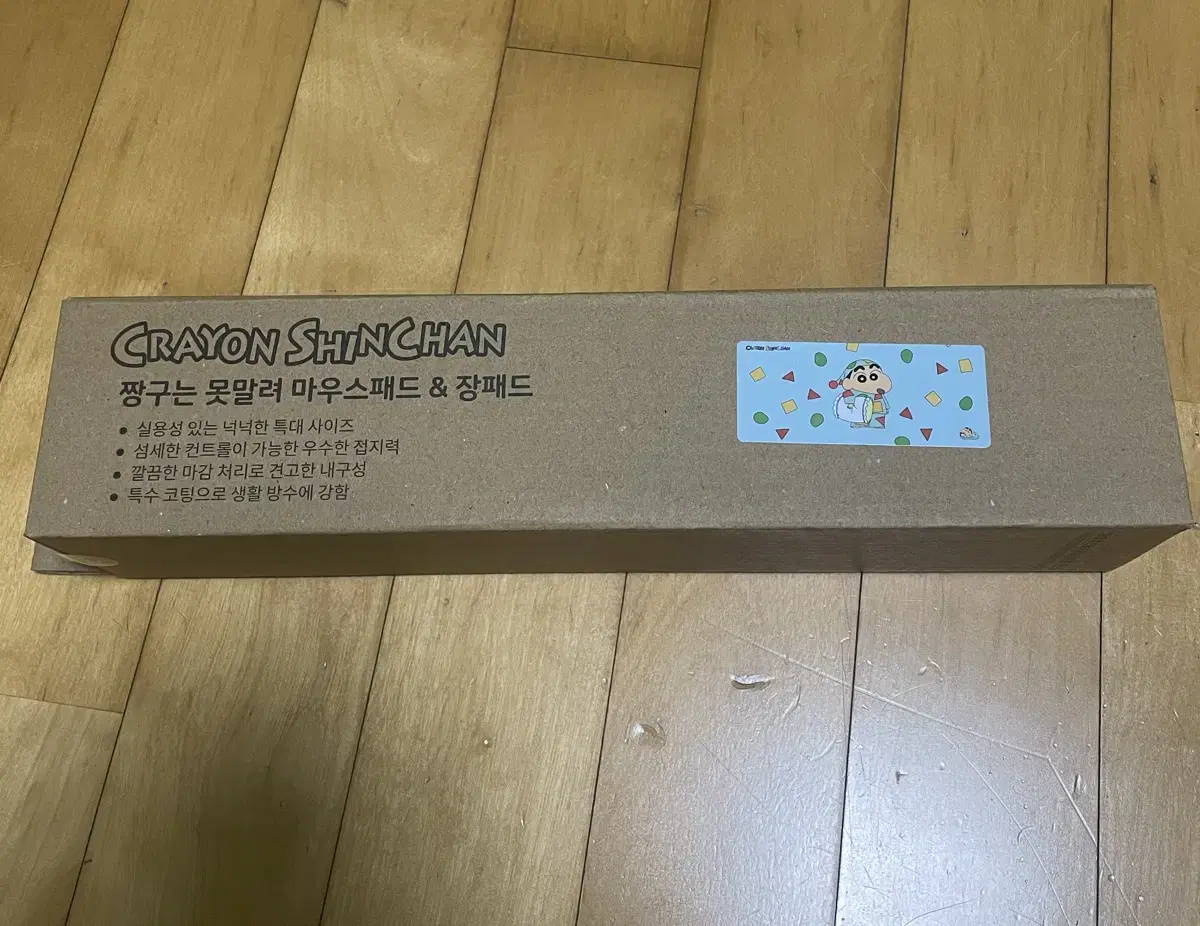 CRAYON SHINCHAN
짱구는 못말려 마우스패드 & 장패드
• 실용성 있는 넉넉한 특대 사이즈
• 섬세한 컨트롤이 가능한 우수한 접지력
• 깔끔한 마감 처리로 견고한 내구성
• 특수 코팅으로 생활 방수에 강함
CRAYON SHINCHAN